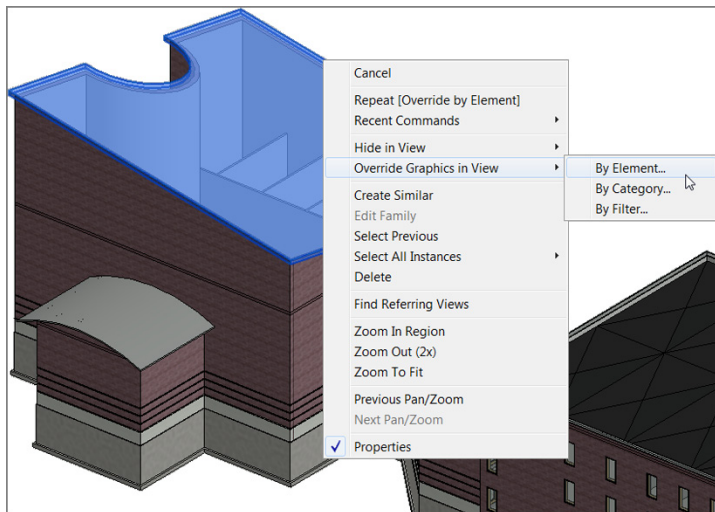 Cancel
Repeat [Override by Element]
Recent Commands
Hide in View
Override Graphics in View
By Element...
By Category...
By Filter...
Create Similar
Edit Family
Select Previous
Select All Instances
Delete
Find Referring Views
Zoom In Region
Zoom Out (2x)
Zoom To Fit
Previous Pan/Zoom
Next Pan/Zoom
Properties